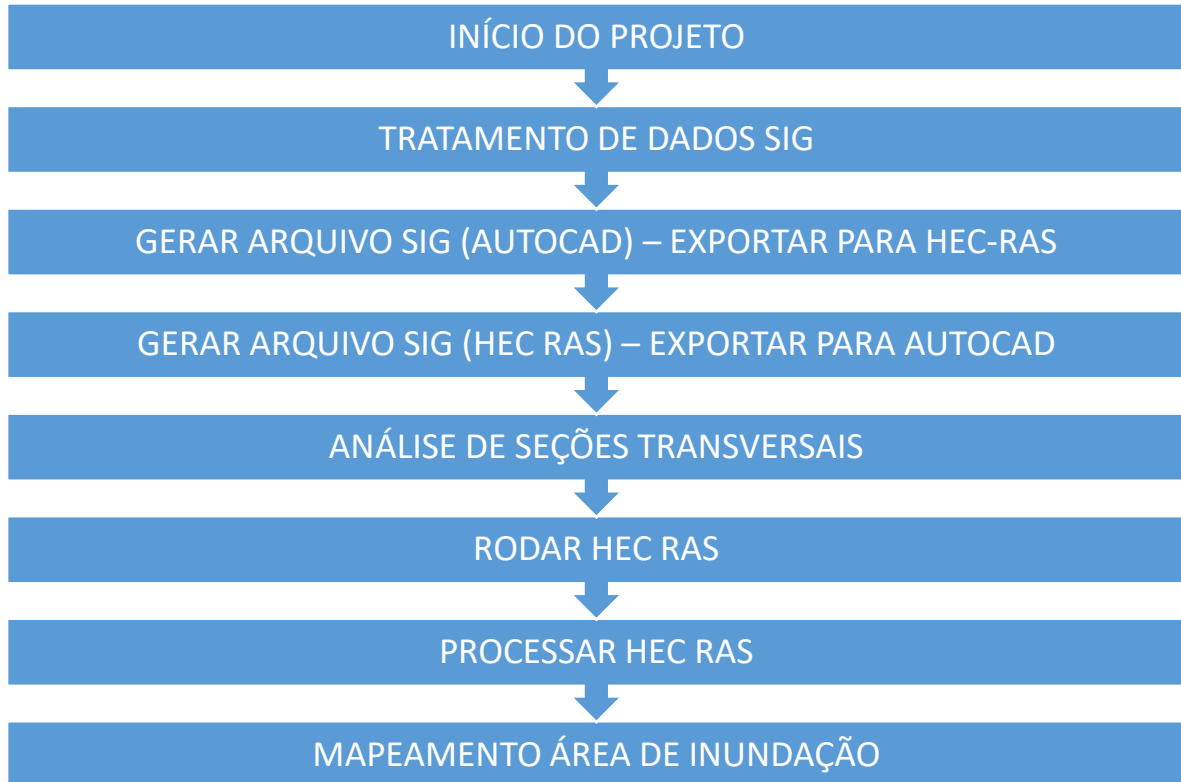 INÍCIO DO PROJETO
TRATAMENTO DE DADOS SIG
GERAR ARQUIVO SIG (AUTOCAD) – EXPORTAR PARA HEC-RAS
GERAR ARQUIVO SIG (HEC RAS) – EXPORTAR PARA AUTOCAD
ANÁLISE DE SEÇÕES TRANSVERSAIS
RODAR HEC RAS
PROCESSAR HEC RAS
MAPEAMENTO ÁREA DE INUNDAÇÃO